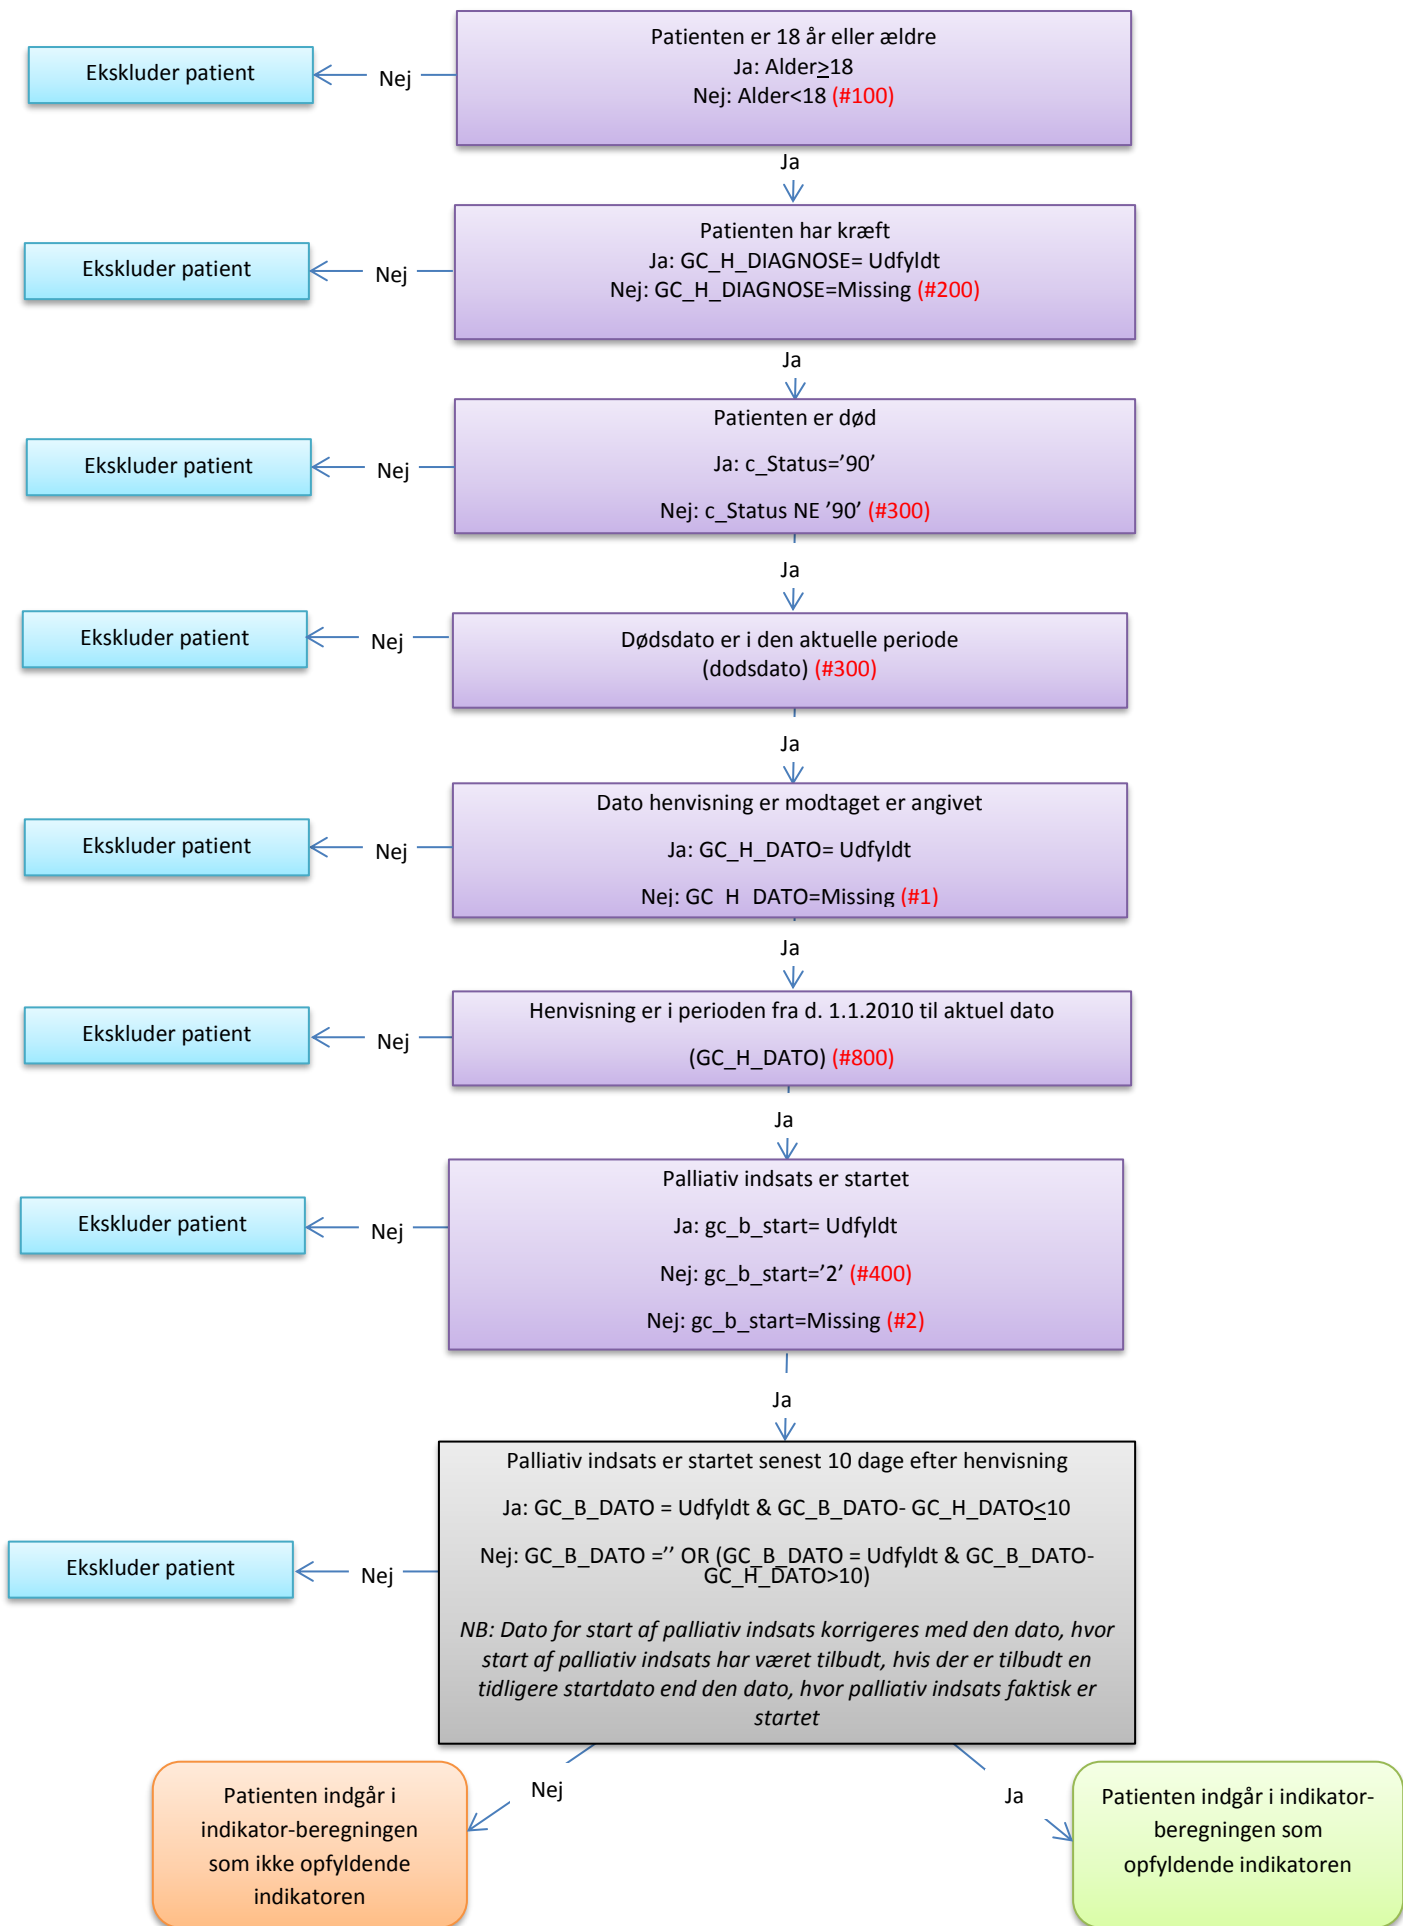 Patienten er 18 år eller ældre
Ja: Alder≥18
Nej: Alder<18 (#100)
Ekskluder patient
Nej
Ja
Patienten har kræft
Ja: GC_H_DIAGNOSE= Udfyldt
Nej: GC_H_DIAGNOSE=Missing (#200)
Ekskluder patient
Nej
Ja
Patienten er død
Ja: c_Status=’90’
Nej: c_Status NE ’90’ (#300)
Ekskluder patient
Nej
Ja
Dødsdato er i den aktuelle periode
(dodsdato) (#300)
Ekskluder patient
Nej
Ja
Dato henvisning er modtaget er angivet
Ja: GC_H_DATO= Udfyldt
Nej: GC_H_DATO=Missing (#1)
Ekskluder patient
Nej
Ja
Henvisning er i perioden fra d. 1.1.2010 til aktuel dato
(GC_H_DATO) (#800)
Ekskluder patient
Nej
Ja
Palliativ indsats er startet
Ja: gc_b_start= Udfyldt
Nej: gc_b_start=’2’ (#400)
Nej: gc_b_start=Missing (#2)
Ekskluder patient
Nej
Ja
Palliativ indsats er startet senest 10 dage efter henvisning
Ja: GC_B_DATO = Udfyldt & GC_B_DATO- GC_H_DATO≤10
Nej: GC_B_DATO =’’ OR (GC_B_DATO = Udfyldt & GC_B_DATO-
GC_H_DATO>10)
NB: Dato for start af palliativ indsats korrigeres med den dato, hvor
start af palliativ indsats har været tilbudt, hvis der er tilbudt en
tidligere startdato end den dato, hvor palliativ indsats faktisk er
startet
Ekskluder patient
Nej
Nej
Ja
Patienten indgår i
indikator-beregningen
som ikke opfyldende
indikatoren
Patienten indgår i indikator-
beregningen som
opfyldende indikatoren